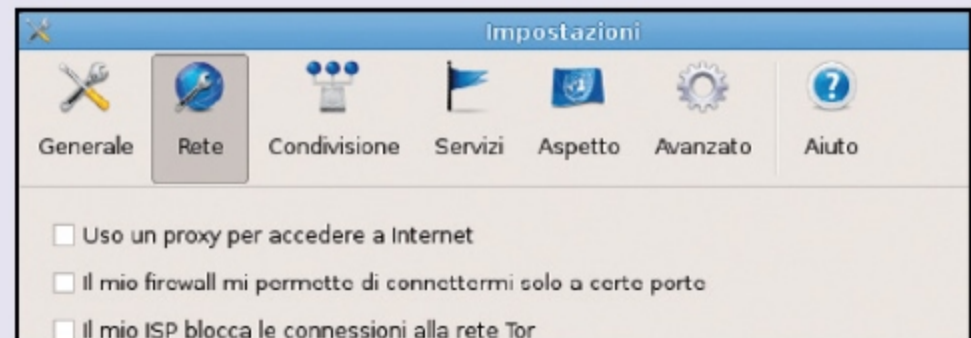 Impostazioni
Generale Rete Condivisione Servizi Aspetto Avanzato Aiuto
Uso un proxy per accedere a Internet
Il mio firewall mi permette di connettermi solo a certe porte
Il mio ISP blocca le connessioni alla rete Tor